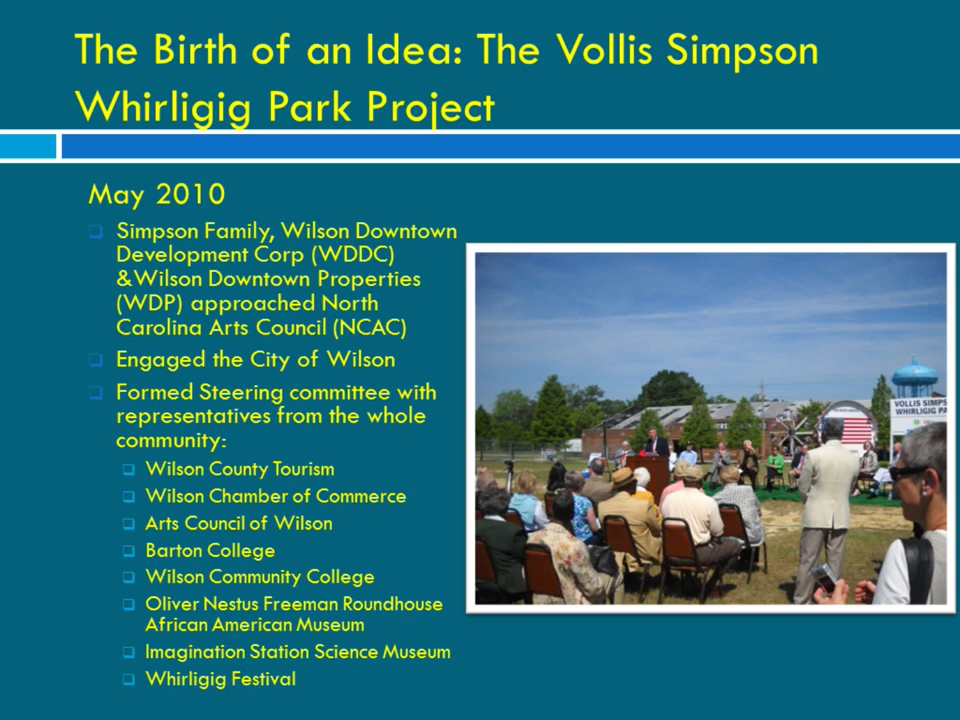 The Birth of an Idea: The Vollis Simpson
Whirligig Park Project
May 2010
Simpson Family, Wilson Downtown
Development Corp (WDDC)
&Wilson Downtown Properties
(WDP) approached North
Carolina Arts Council (NCAC)
Engaged the City of Wilson
Formed Steering committee with
representatives from the whole
community:
Wilson County Tourism
Wilson Chamber of Commerce
Arts Council of Wilson
Barton College
Wilson Community College
Oliver Nestus Freeman Roundhouse
African American Museum
Imagination Station Science Museum
Whirligig Festival
VOLLIS SIMPS
WHIRLIGIG PA